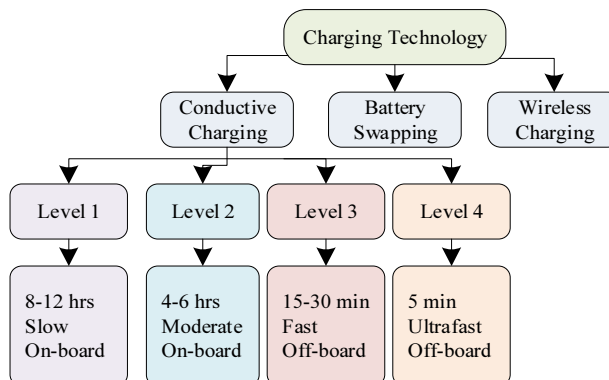 Charging Technology
Conductive
Charging
Battery
Swapping
Wireless
Charging
Level 1
Level 2
Level 3
Level 4
8-12 hrs
Slow
On-board
4-6 hrs
Moderate
On-board
15-30 min
Fast
Off-board
5 min
Ultrafast
Off-board